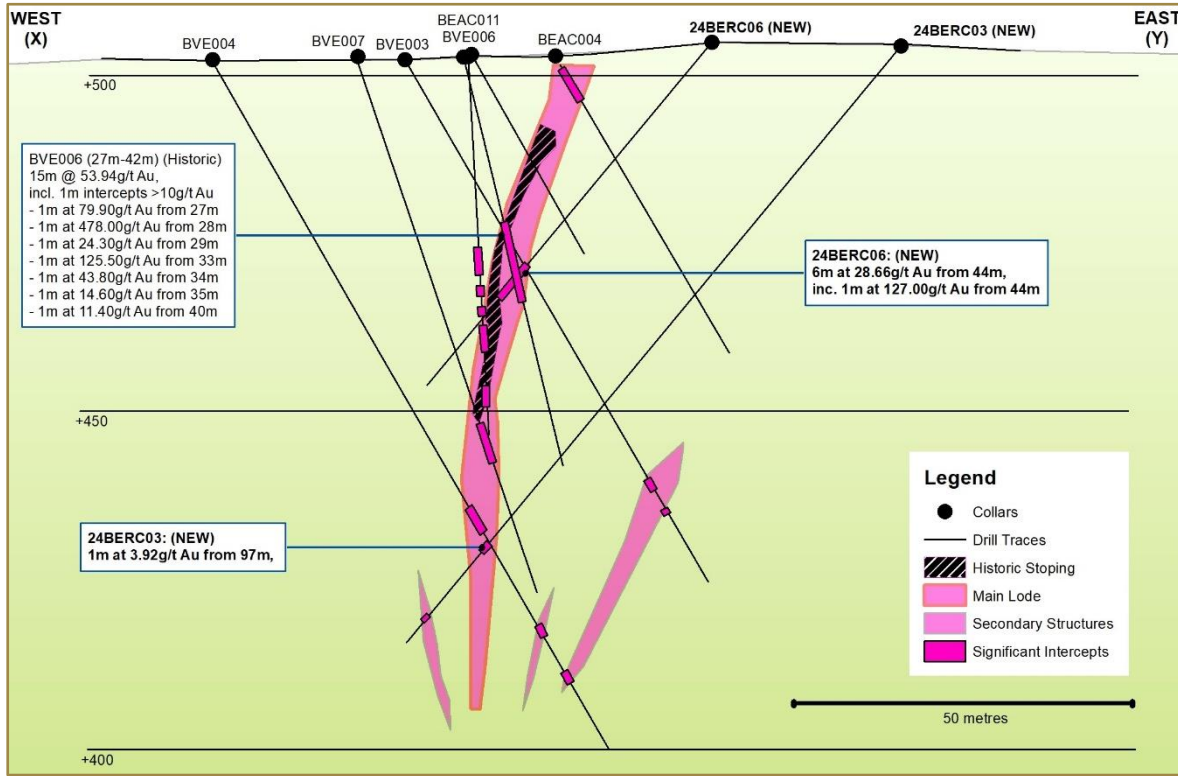 WEST
(X)
EAST
(Y)
BVE004
BVE007
BVE003
BEAC011
BVE006
BEAC004
24BERC06 (NEW)
24BERC03 (NEW)
+500
BVE006 (27m-42m) (Historic)
15m @ 53.94g/t Au,
incl. 1m intercepts >10g/t Au
- 1m at 79.90g/t Au from 27m
- 1m at 478.00g/t Au from 28m
- 1m at 24.30g/t Au from 29m
- 1m at 125.50g/t Au from 33m
- 1m at 43.80g/t Au from 34m
- 1m at 14.60g/t Au from 35m
- 1m at 11.40g/t Au from 40m
24BERC06: (NEW)
6m at 28.66g/t Au from 44m,
inc. 1m at 127.00g/t Au from 44m
+450
24BERC03: (NEW)
1m at 3.92g/t Au from 97m,
Legend
Collars
Drill Traces
Historic Stoping
Main Lode
Secondary Structures
Significant Intercepts
50 metres
+400